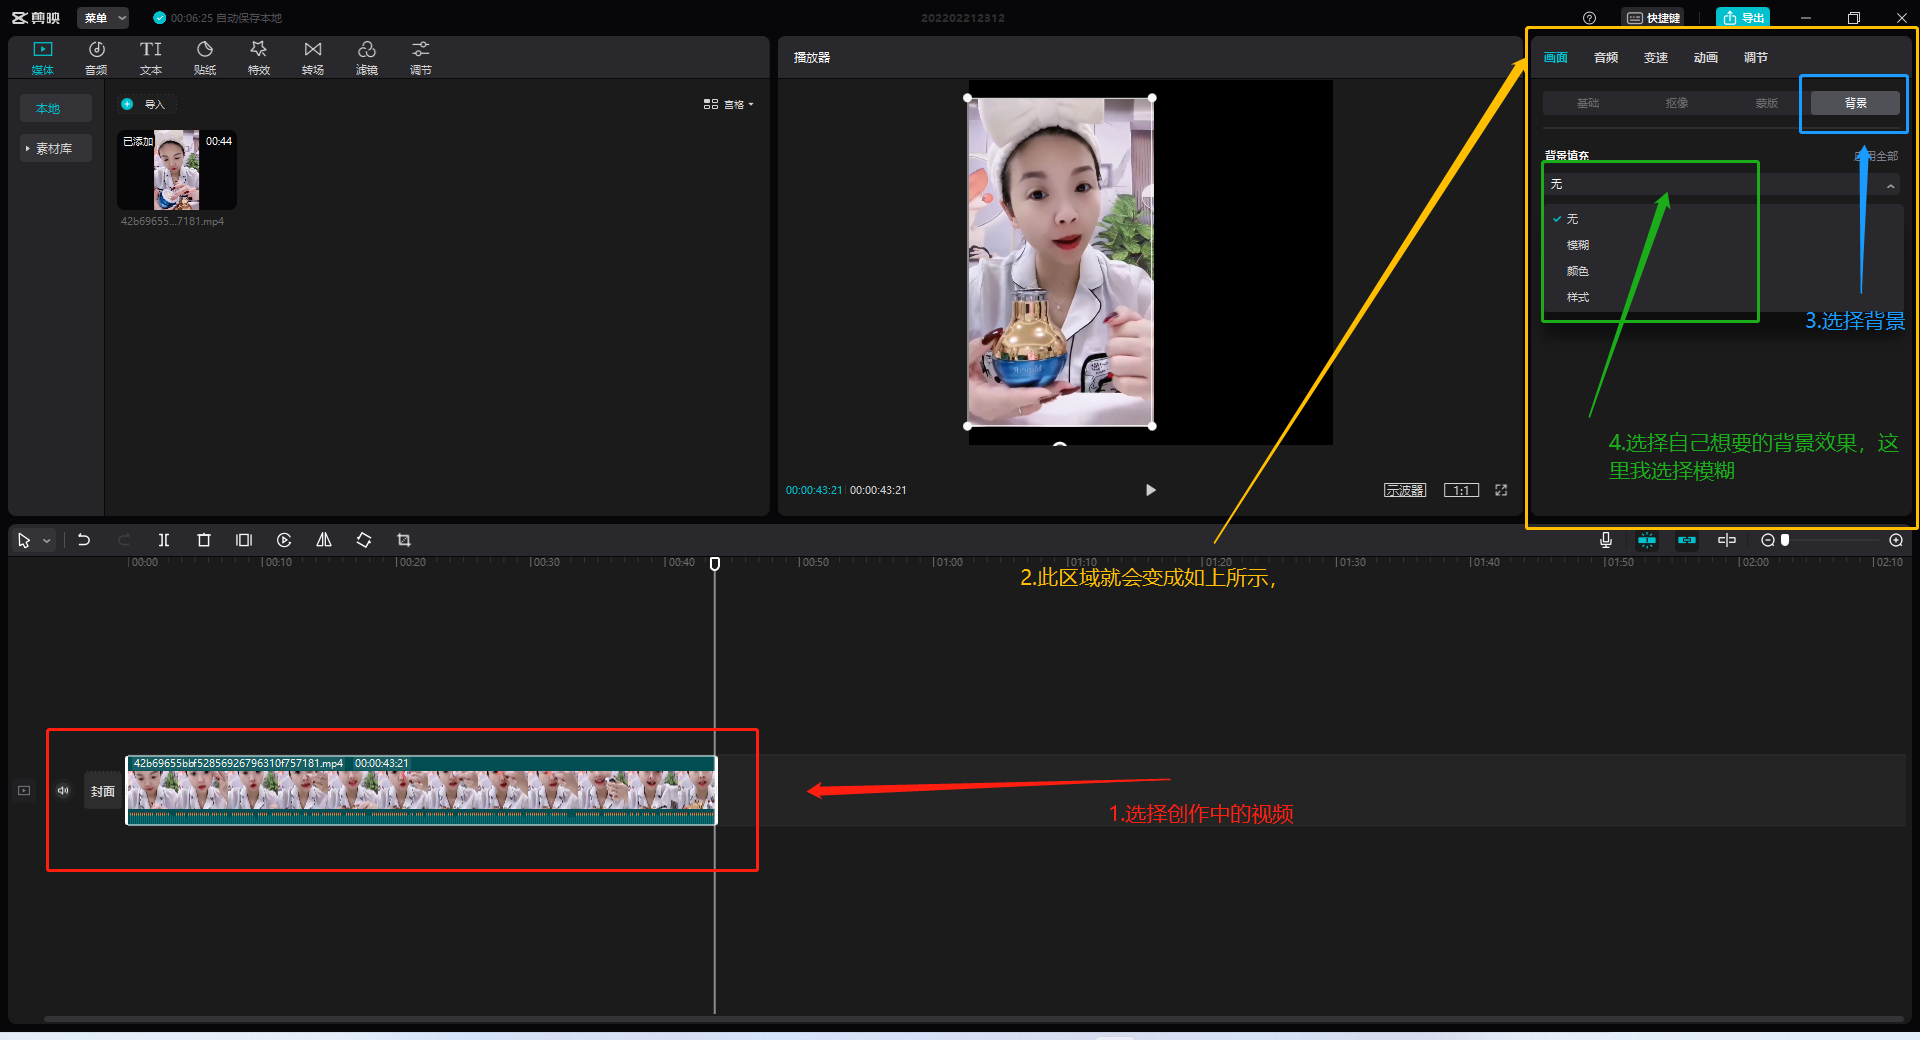 剪映
菜单
00:06:25 自动保存本地
202202212312
快捷键
导出
媒体
音频
文本
贴纸
特效
转场
滤镜
调节
播放器
画面
音频
变速
动画
调节
本地
素材库
导入
宫格
已添加
00:44
42b69655...7181.mp4
基础
抠像
蒙版
背景
背景填充
应用全部
无
无
模糊
颜色
样式
3.选择背景
4.选择自己想要的背景效果，这
里我选择模糊
00:00:43:21
00:00:43:21
示波器
1:1
00:00
00:10
00:20
00:30
00:40
00:50
01:00
01:10
01:20
01:30
01:40
01:50
02:00
02:10
2.此区域就会变成如上所示，
封面
42b69655bbf52856926796310f757181.mp4
00:00:43:21
1.选择创作中的视频